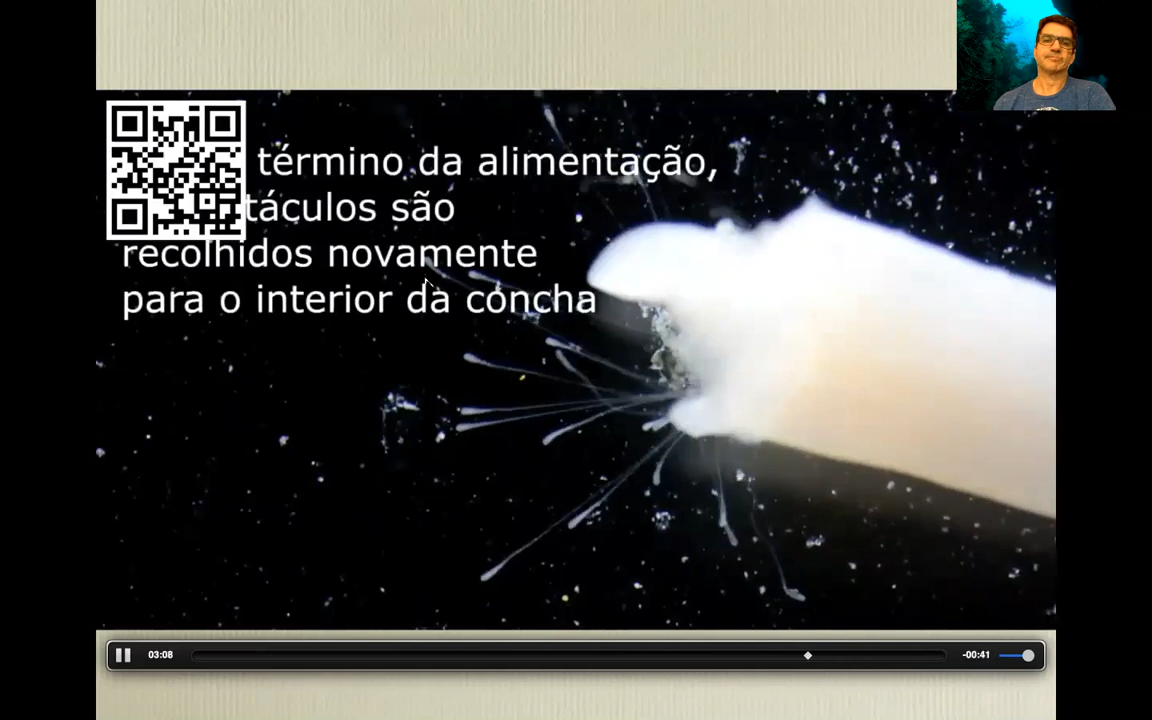 término da alimentação,
táculos são
recolhidos novamente
para o interior da concha
03:08
-00:41